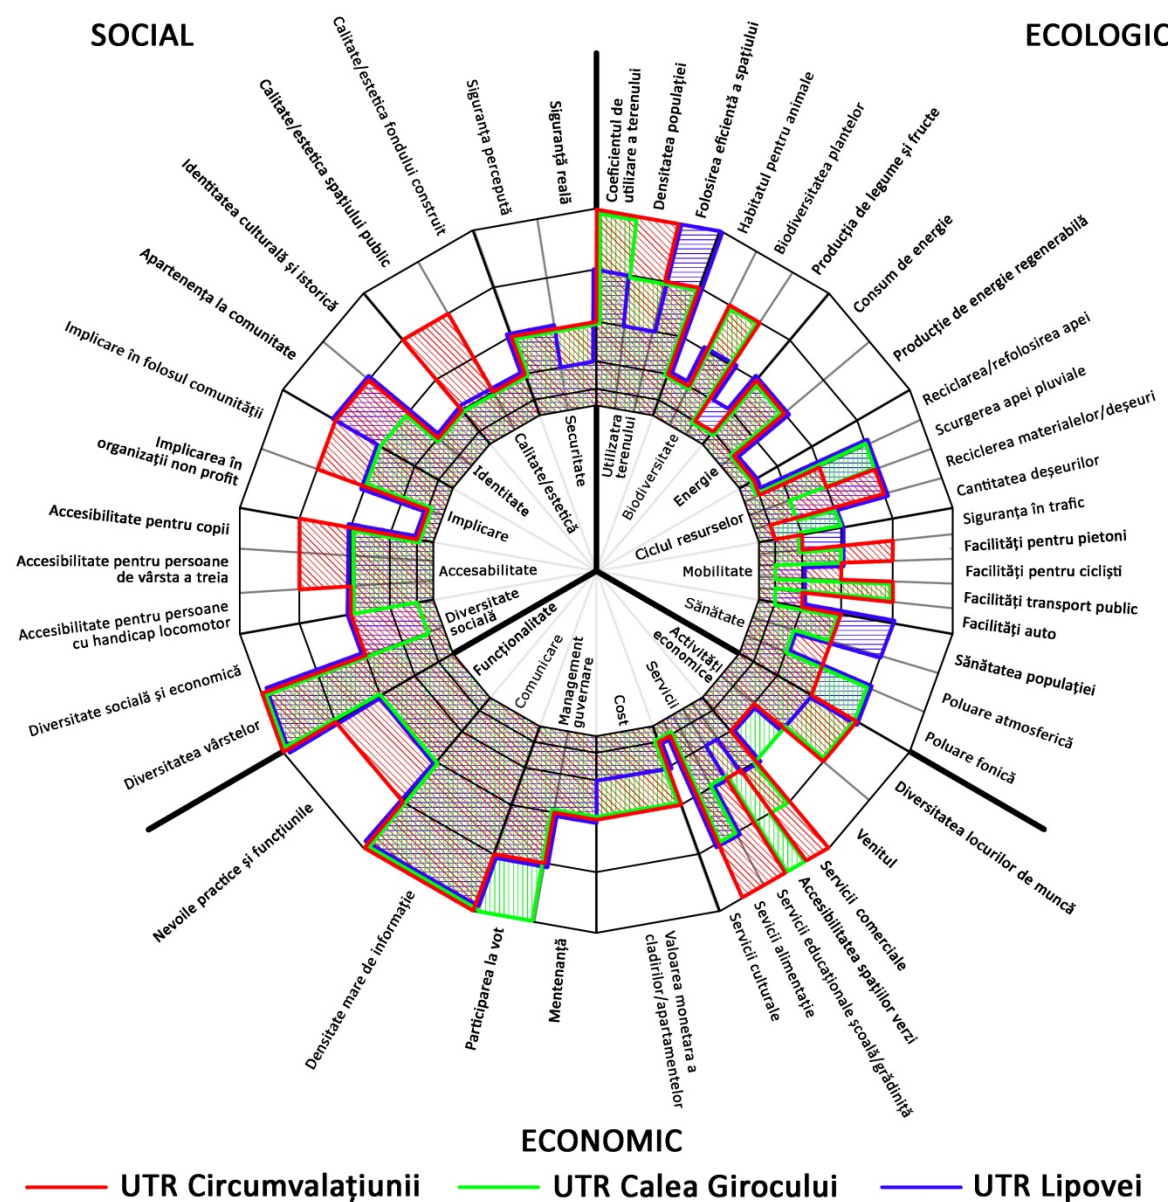 SOCIAL
ECOLOGIC
Coeficientul de
utilizare a terenului
Densitatea populației
Folosirea eficientă a spațiului
Habitatul pentru animale
Biodiversitatea plantelor
Producția de legume și fructe
Consum de energie
Producție de energie regenerabilă
Reciclarea/refolosirea apei
Scurgerea apei pluviale
Reciclerea materialelor/deșeuri
Cantitatea deșeurilor
Siguranța în trafic
Facilități pentru pietoni
Facilități pentru cicliști
Facilități transport public
Facilități auto
Sănătatea populației
Poluare atmosferică
Poluare fonică
Diversitatea locurilor de muncă
Venitul
Servicii comerciale
Accesibilitatea spațiilor verzi
Servicii educaționale școală/grădiniță
Sevicii alimentație
Servicii culturale
Valoarea monetara a
cladirilor/apartamentelor
Mentenanță
Participarea la vot
Densitate mare de informație
Nevoile practice și funcțiunile
Diversitatea vârstelor
Diversitate socială și economică
Accesibilitate pentru persoane
cu handicap locomotor
Accesibilitate pentru persoane
de vârsta a treia
Accesibilitate pentru copii
Implicarea în
organizații non profit
Implicare în folosul comunității
Apartenența la comunitate
Identitatea culturală și istorică
Calitate/estetica spațiului public
Calitate/estetica fondului construit
Siguranța percepută
Siguranță reală
Utilizatra
terenului
Biodiversitate
Energie
Ciclul resurselor
Mobilitate
Sănătate
Activități
economice
Servicii
Cost
Management
guvernare
Comunicare
Funcționalitate
Diversitate
socială
Accesabilitate
Implicare
Identitate
Calitate/estetică
Securitate
ECONOMIC
UTR Circumvalațiunii
UTR Calea Girocului
UTR Lipovei